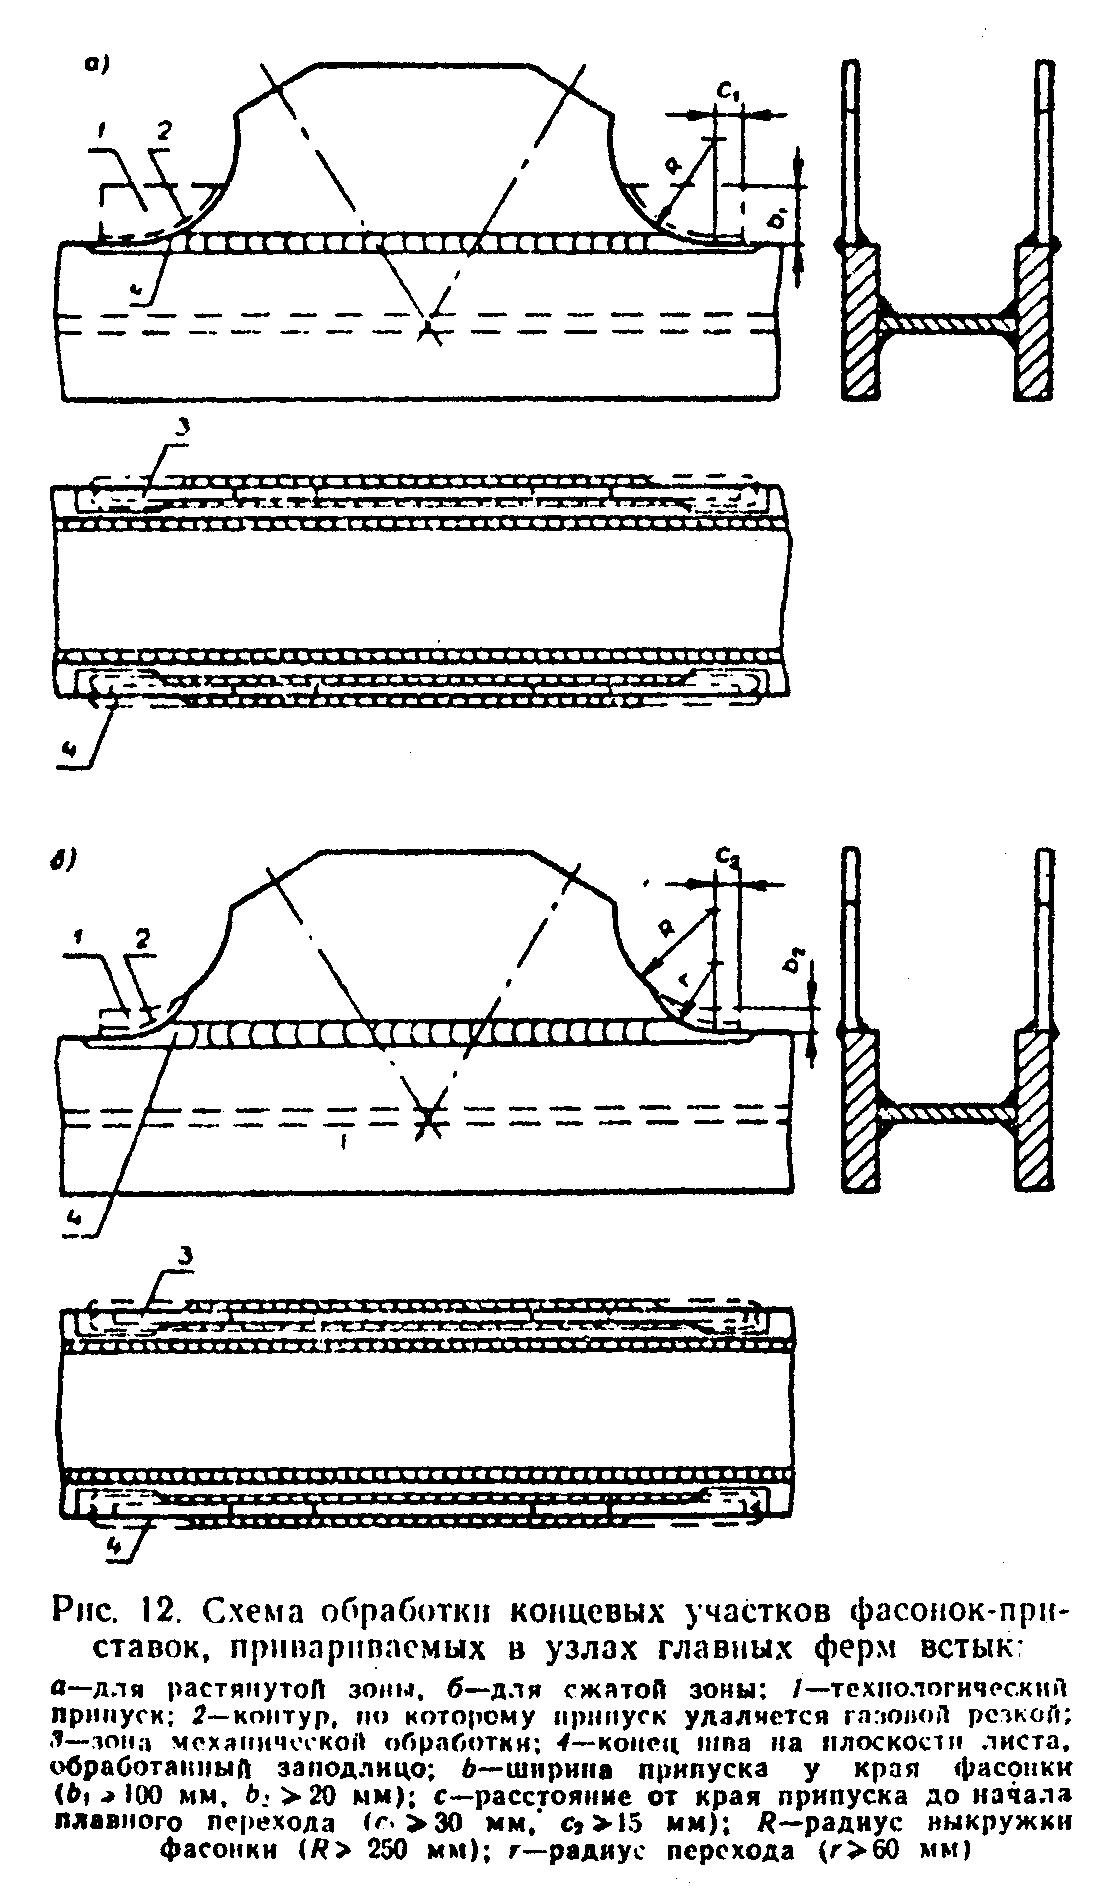 а)
1 2
C₁
R
b₁
4
3
4
б)
1 2
C₂
R
r
b₂
4
3
4
Рис. 12. Схема обработки концевых участков фасонок-при-
ставок, привариваемых в узлах главных ферм встык:
а—для растянутой зоны, б—для сжатой зоны; 1—технологический
припуск; 2—контур, по которому припуск удаляется газовой резкой;
3—зона механической обработки; 4—конец шва на плоскости листа,
обработанный заподлицо; b—ширина припуска у края фасонки
(b₁ ⩾ 100 мм, b₂ ⩾ 20 мм); c—расстояние от края припуска до начала
плавного перехода (c₁ ⩾ 30 мм, c₂ ⩾ 15 мм); R—радиус выкружки
фасонки (R > 250 мм); r—радиус перехода (r ⩾ 60 мм)